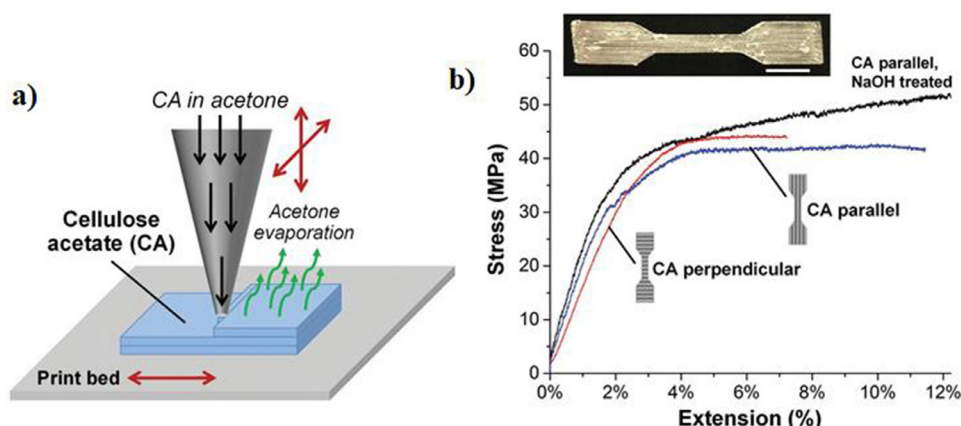 a)
CA in acetone
Acetone
evaporation
Cellulose
acetate (CA)
Print bed
b)
60
50
40
30
20
10
0
Stress (MPa)
CA parallel,
NaOH treated
CA parallel
CA perpendicular
0%
2%
4%
6%
8%
10%
12%
Extension (%)